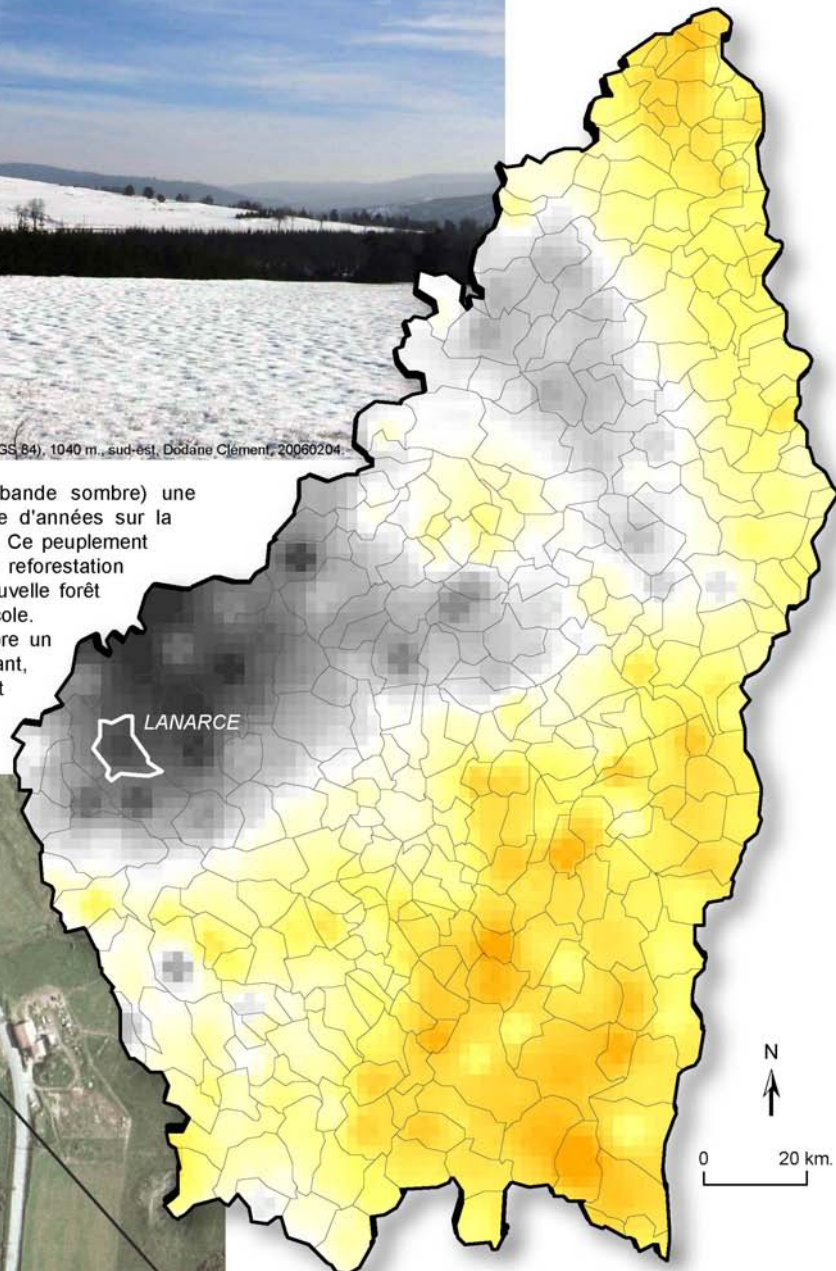 GS 84), 1040 m., sud-est, Dodane Clément, 20060204.
bande sombre) une
e d'années sur la
Ce peuplement
reforestation
uvelle forêt
cole.
re un
ant,
t
LANARCE
N
0 20 km.